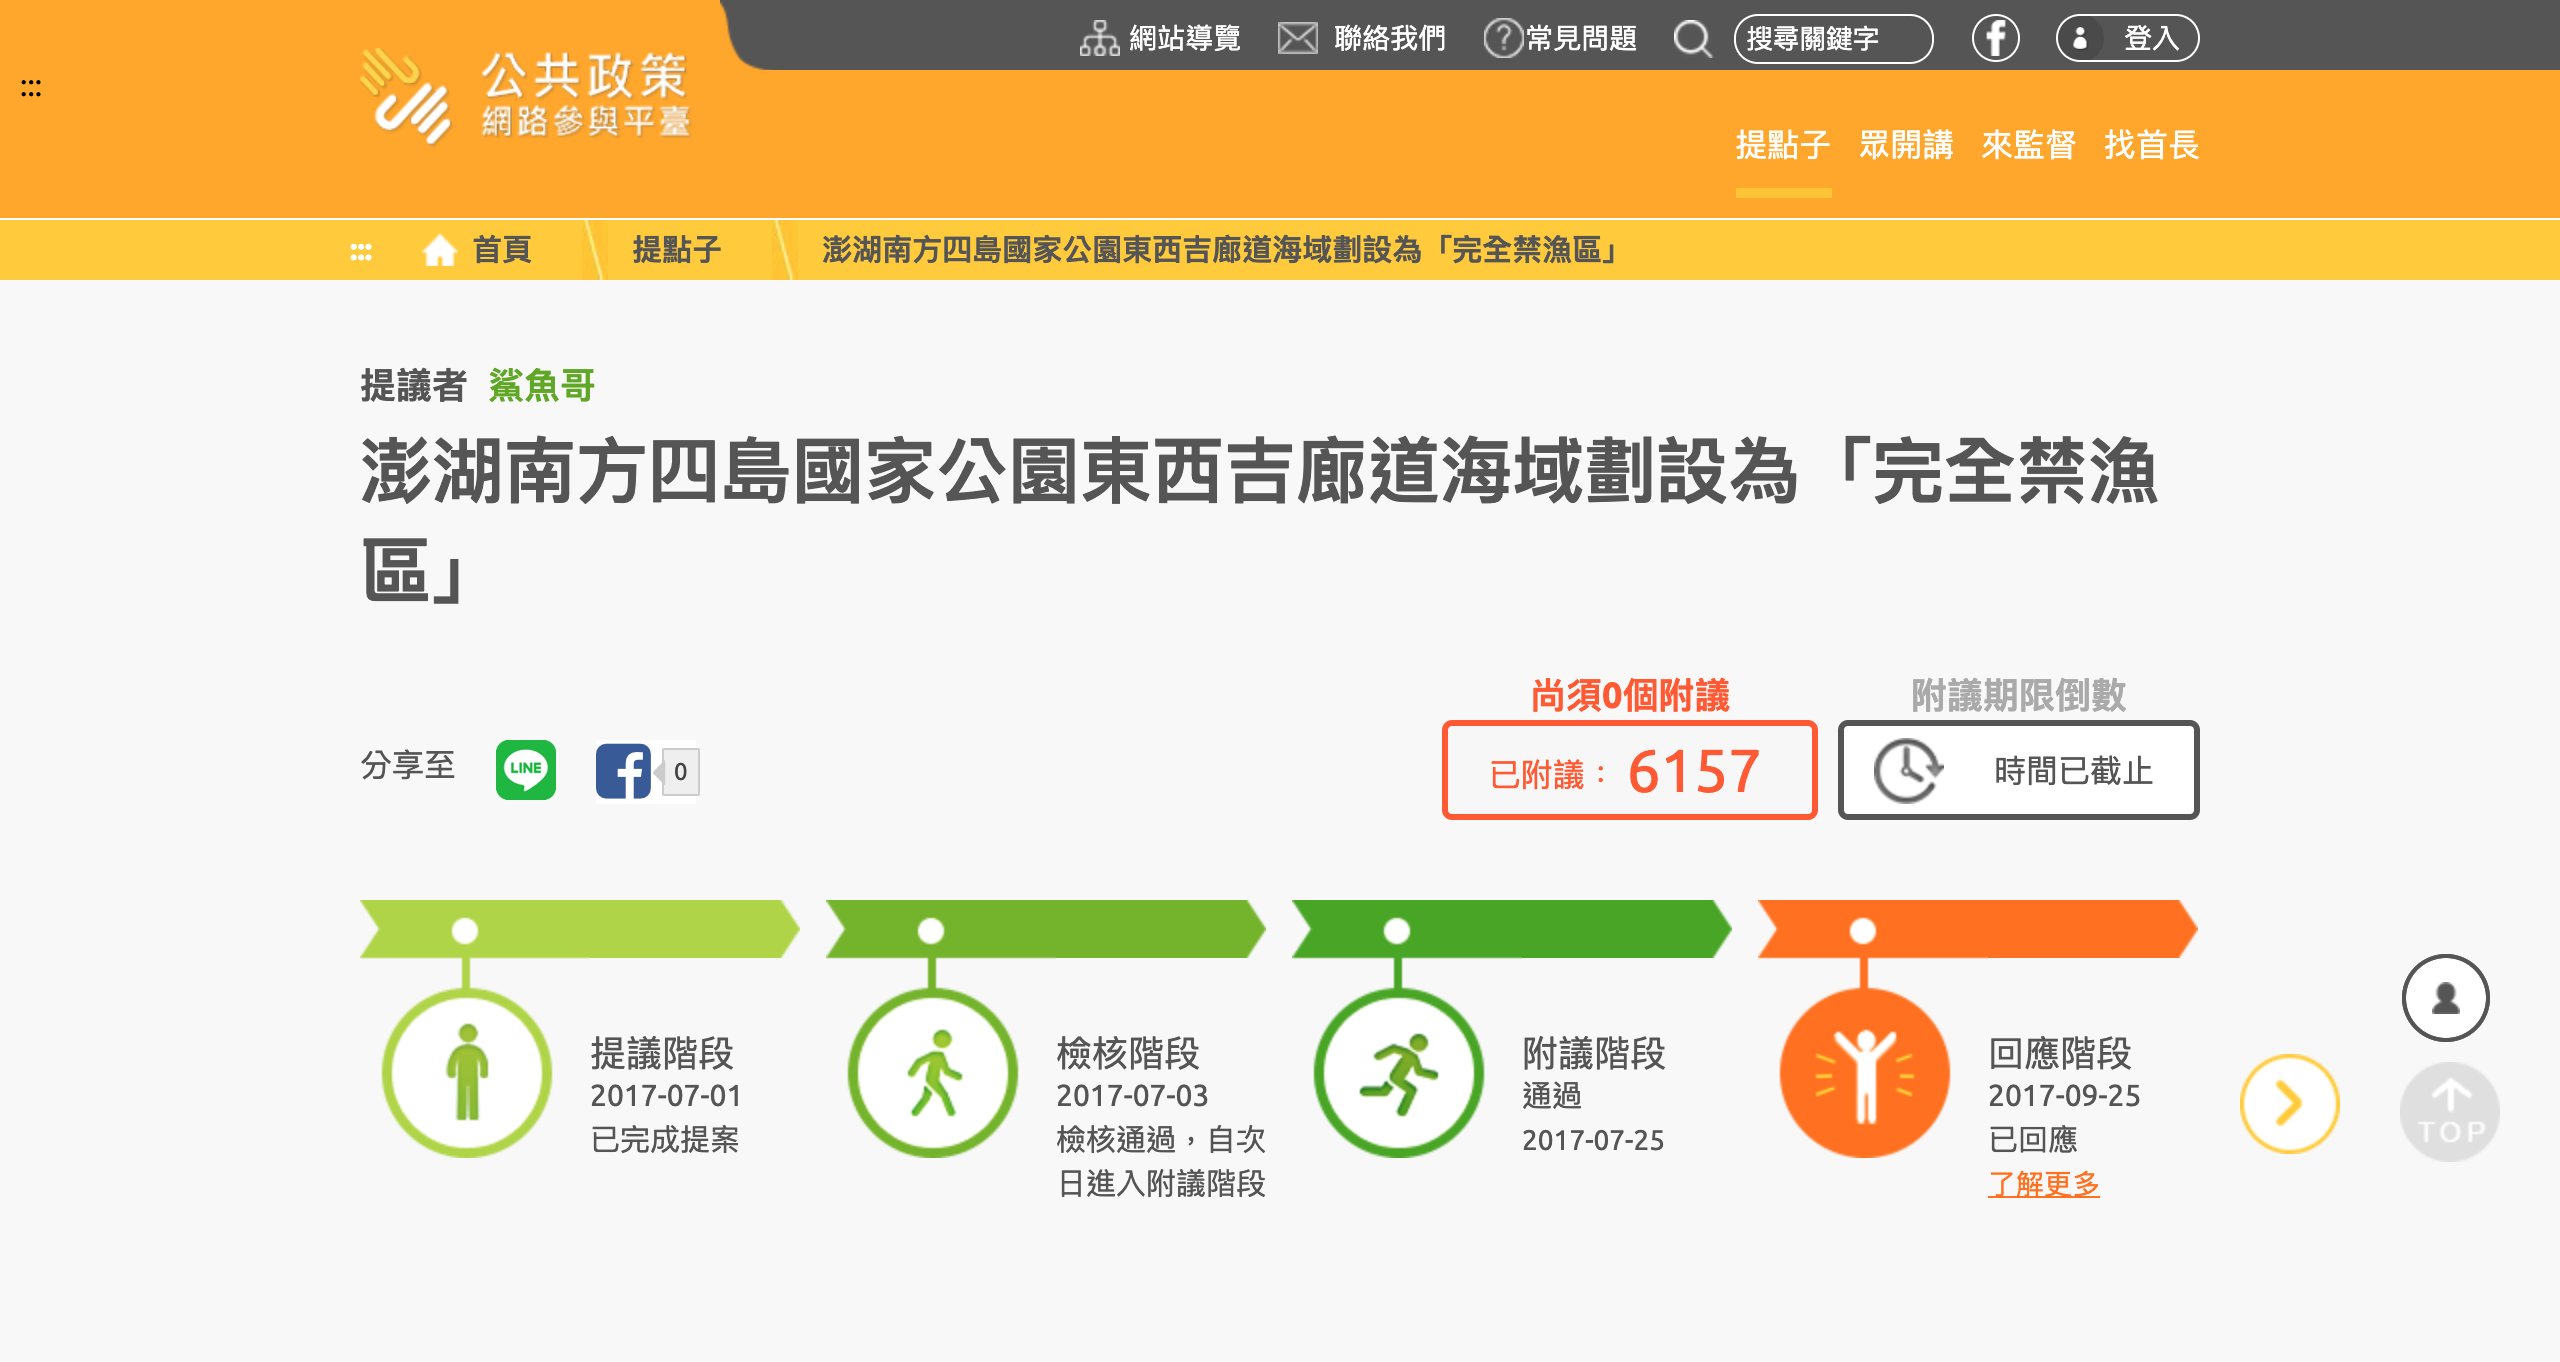 網站導覽 聯絡我們 常見問題 搜尋關鍵字 登入
公共政策
網路參與平臺
提點子 眾開講 來監督 找首長
首頁 提點子 澎湖南方四島國家公園東西吉廊道海域劃設為「完全禁漁區」
提議者 鯊魚哥
澎湖南方四島國家公園東西吉廊道海域劃設為「完全禁漁
區」
尚須0個附議 附議期限倒數
分享至 LINE 0 已附議： 6157 時間已截止
提議階段
2017-07-01
已完成提案
檢核階段
2017-07-03
檢核通過，自次
日進入附議階段
附議階段
通過
2017-07-25
回應階段
2017-09-25
已回應
了解更多
TOP